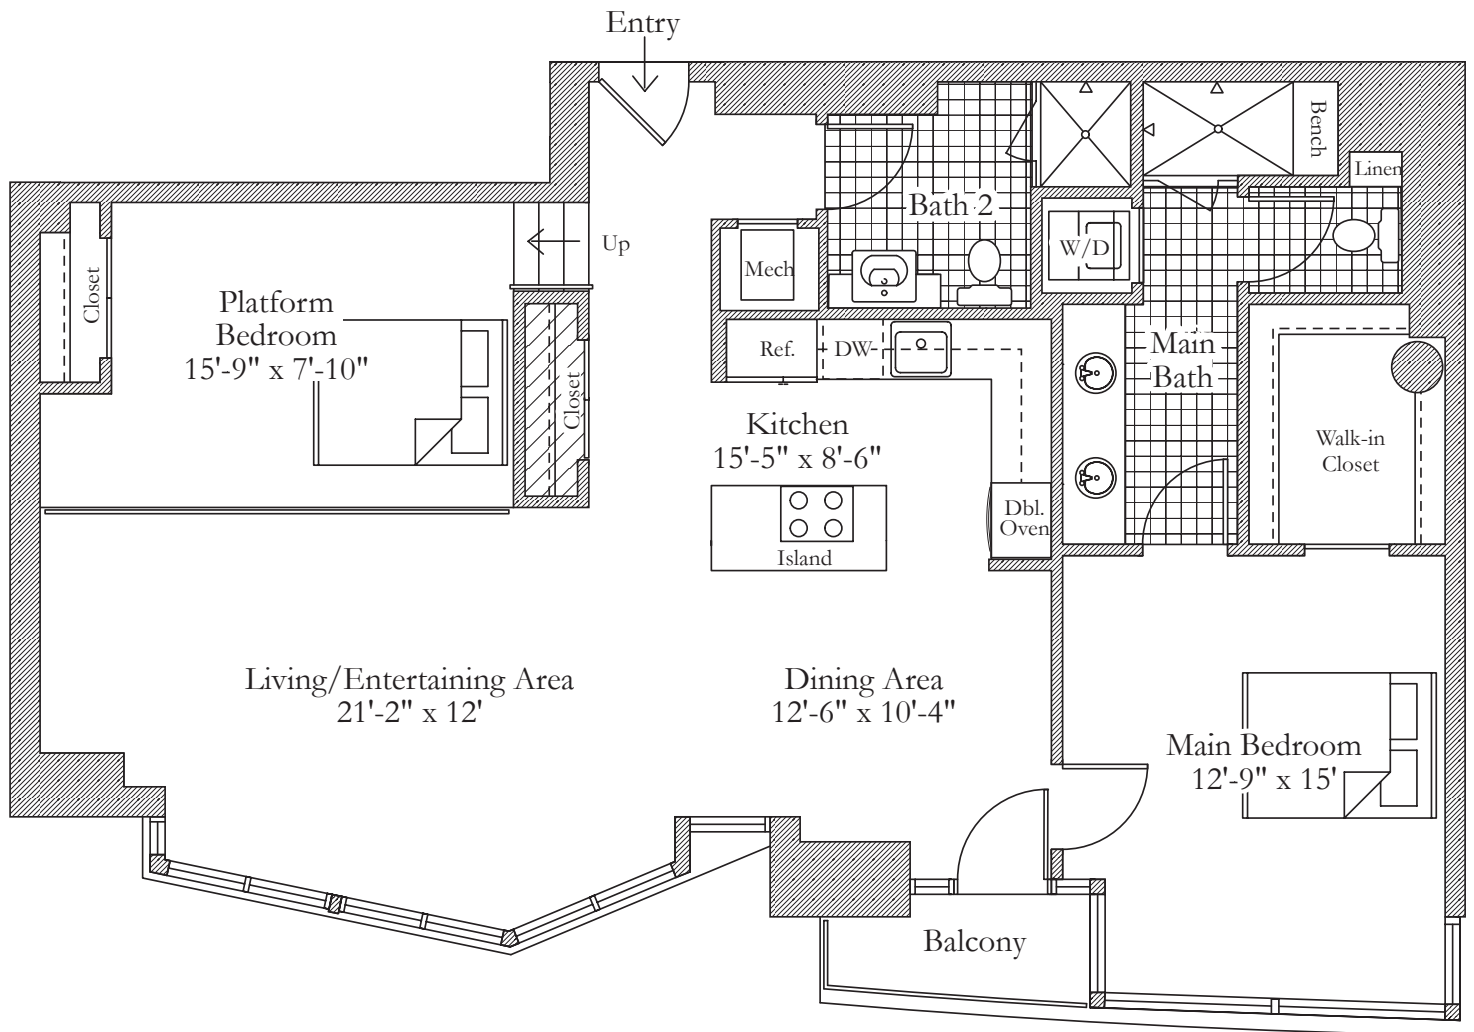 Entry
Bench
Linen
Bath 2
Up
W/D
Mech
Closet
Platform
Bedroom
15'-9" x 7'-10"
Ref.
DW
Main
Bath
Closet
Kitchen
15'-5" x 8'-6"
Walk-in
Closet
Dbl.
Oven
Island
Living/Entertaining Area
21'-2" x 12'
Dining Area
12'-6" x 10'-4"
Main Bedroom
12'-9" x 15'
Balcony